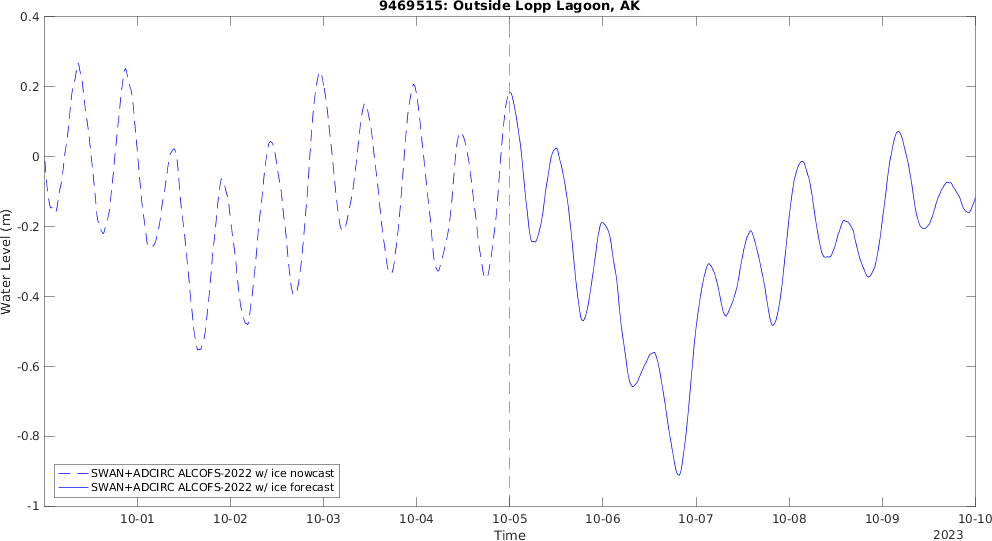 9469515: Outside Lopp Lagoon, AK
0.4
0.2
0
-0.2
-0.4
-0.6
-0.8
-1
Water Level (m)
SWAN+ADCIRC ALCOFS-2022 w/ ice nowcast
SWAN+ADCIRC ALCOFS-2022 w/ ice forecast
10-01 10-02 10-03 10-04 10-05 10-06 10-07 10-08 10-09 10-10
Time
2023